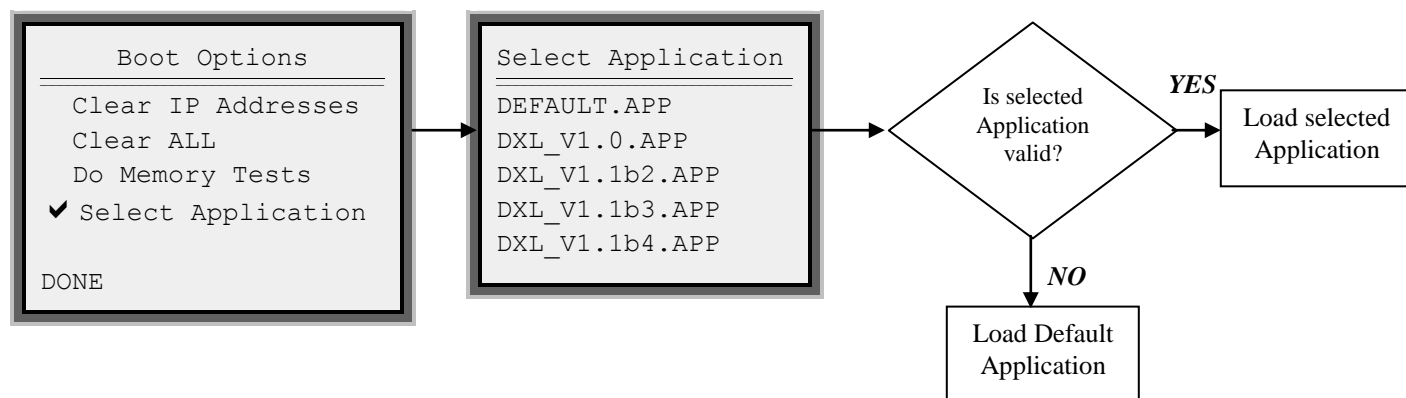 Boot Options
Clear IP Addresses
Clear ALL
Do Memory Tests
✔ Select Application
DONE
Select Application
DEFAULT.APP
DXL_V1.0.APP
DXL_V1.1b2.APP
DXL_V1.1b3.APP
DXL_V1.1b4.APP
Is selected
Application
valid?
YES
Load selected
Application
NO
Load Default
Application